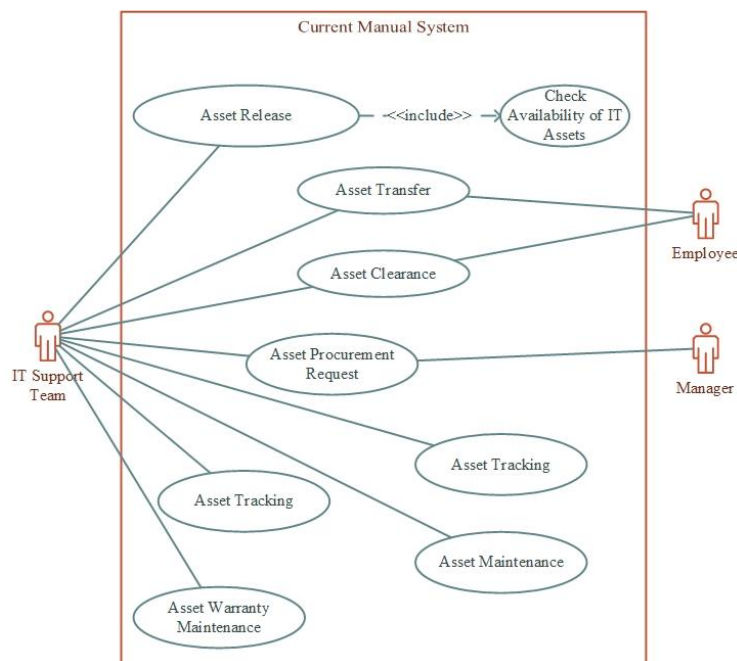 Current Manual System
Asset Release
<<include>>
Check
Availability of IT
Assets
Asset Transfer
Employee
Asset Clearance
IT Support
Team
Asset Procurement
Request
Manager
Asset Tracking
Asset Tracking
Asset Maintenance
Asset Warranty
Maintenance